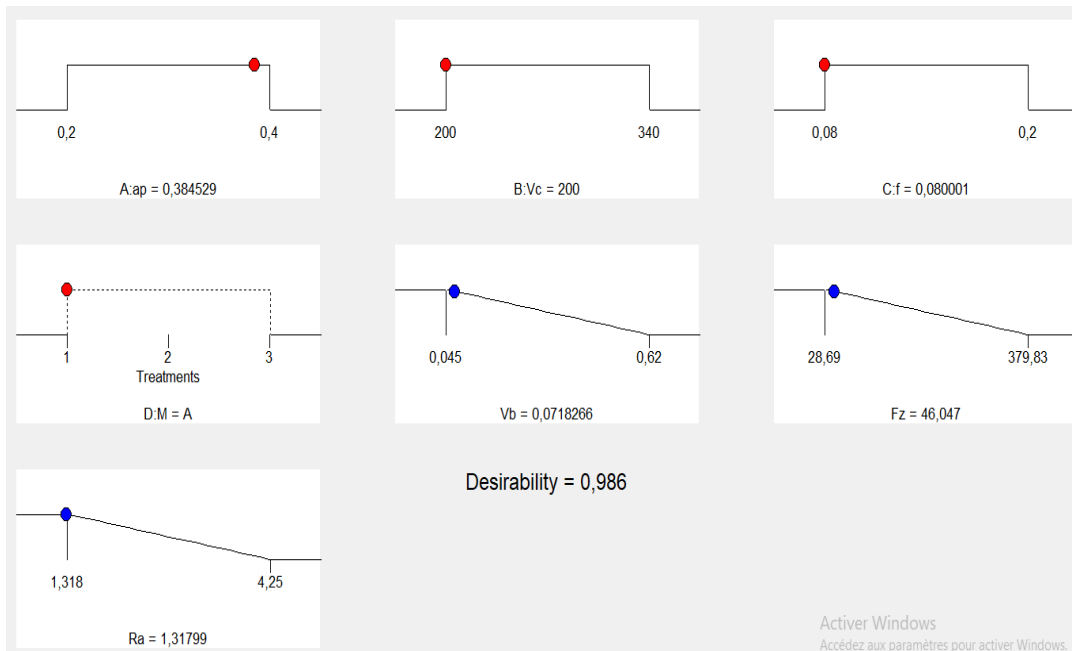 0,2 0,4
A:ap = 0,384529
200 340
B:Vc = 200
0,08 0,2
C:f = 0,080001
1 2 3
Treatments
D:M = A
0,045 0,62
Vb = 0,0718266
28,69 379,83
Fz = 46,047
1,318 4,25
Ra = 1,31799
Desirability = 0,986
Activer Windows
Accédez aux paramètres pour activer Windows.